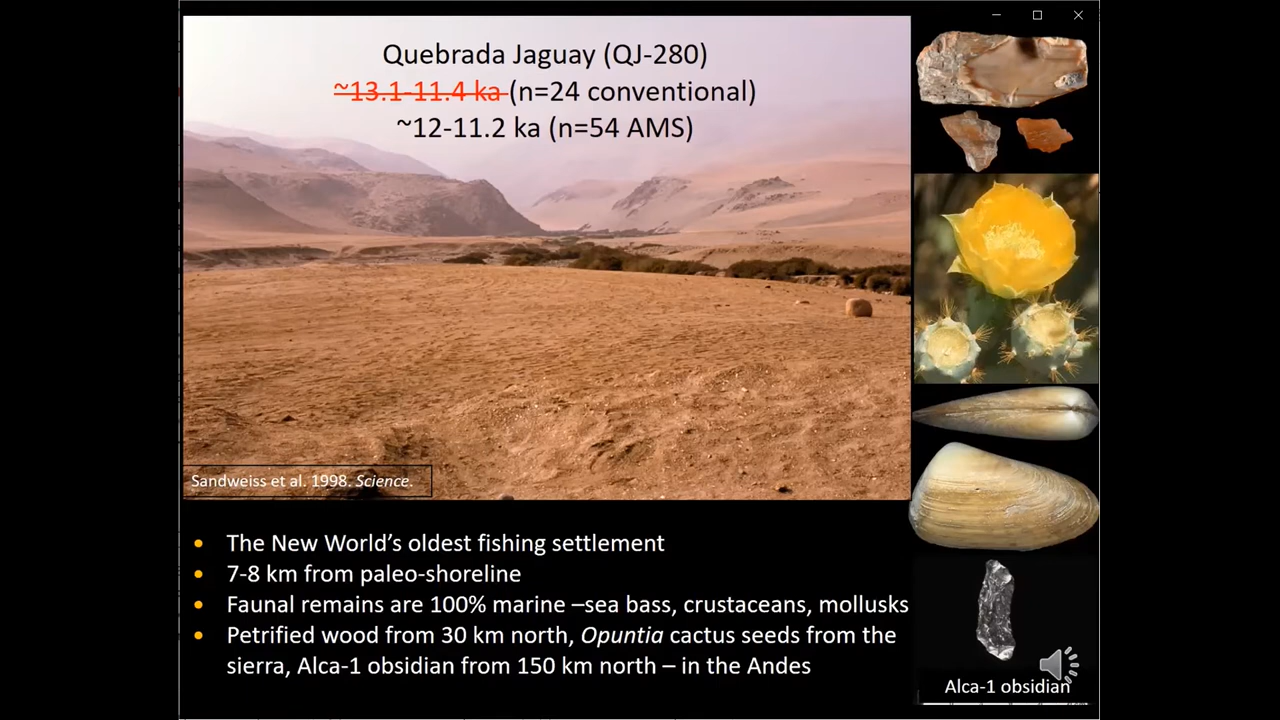 Quebrada Jaguay (QJ-280)
~13.1-11.4 ka (n=24 conventional)
~12-11.2 ka (n=54 AMS)
Sandweiss et al. 1998. Science.
• The New World’s oldest fishing settlement
• 7-8 km from paleo-shoreline
• Faunal remains are 100% marine –sea bass, crustaceans, mollusks
• Petrified wood from 30 km north, Opuntia cactus seeds from the
sierra, Alca-1 obsidian from 150 km north – in the Andes
Alca-1 obsidian